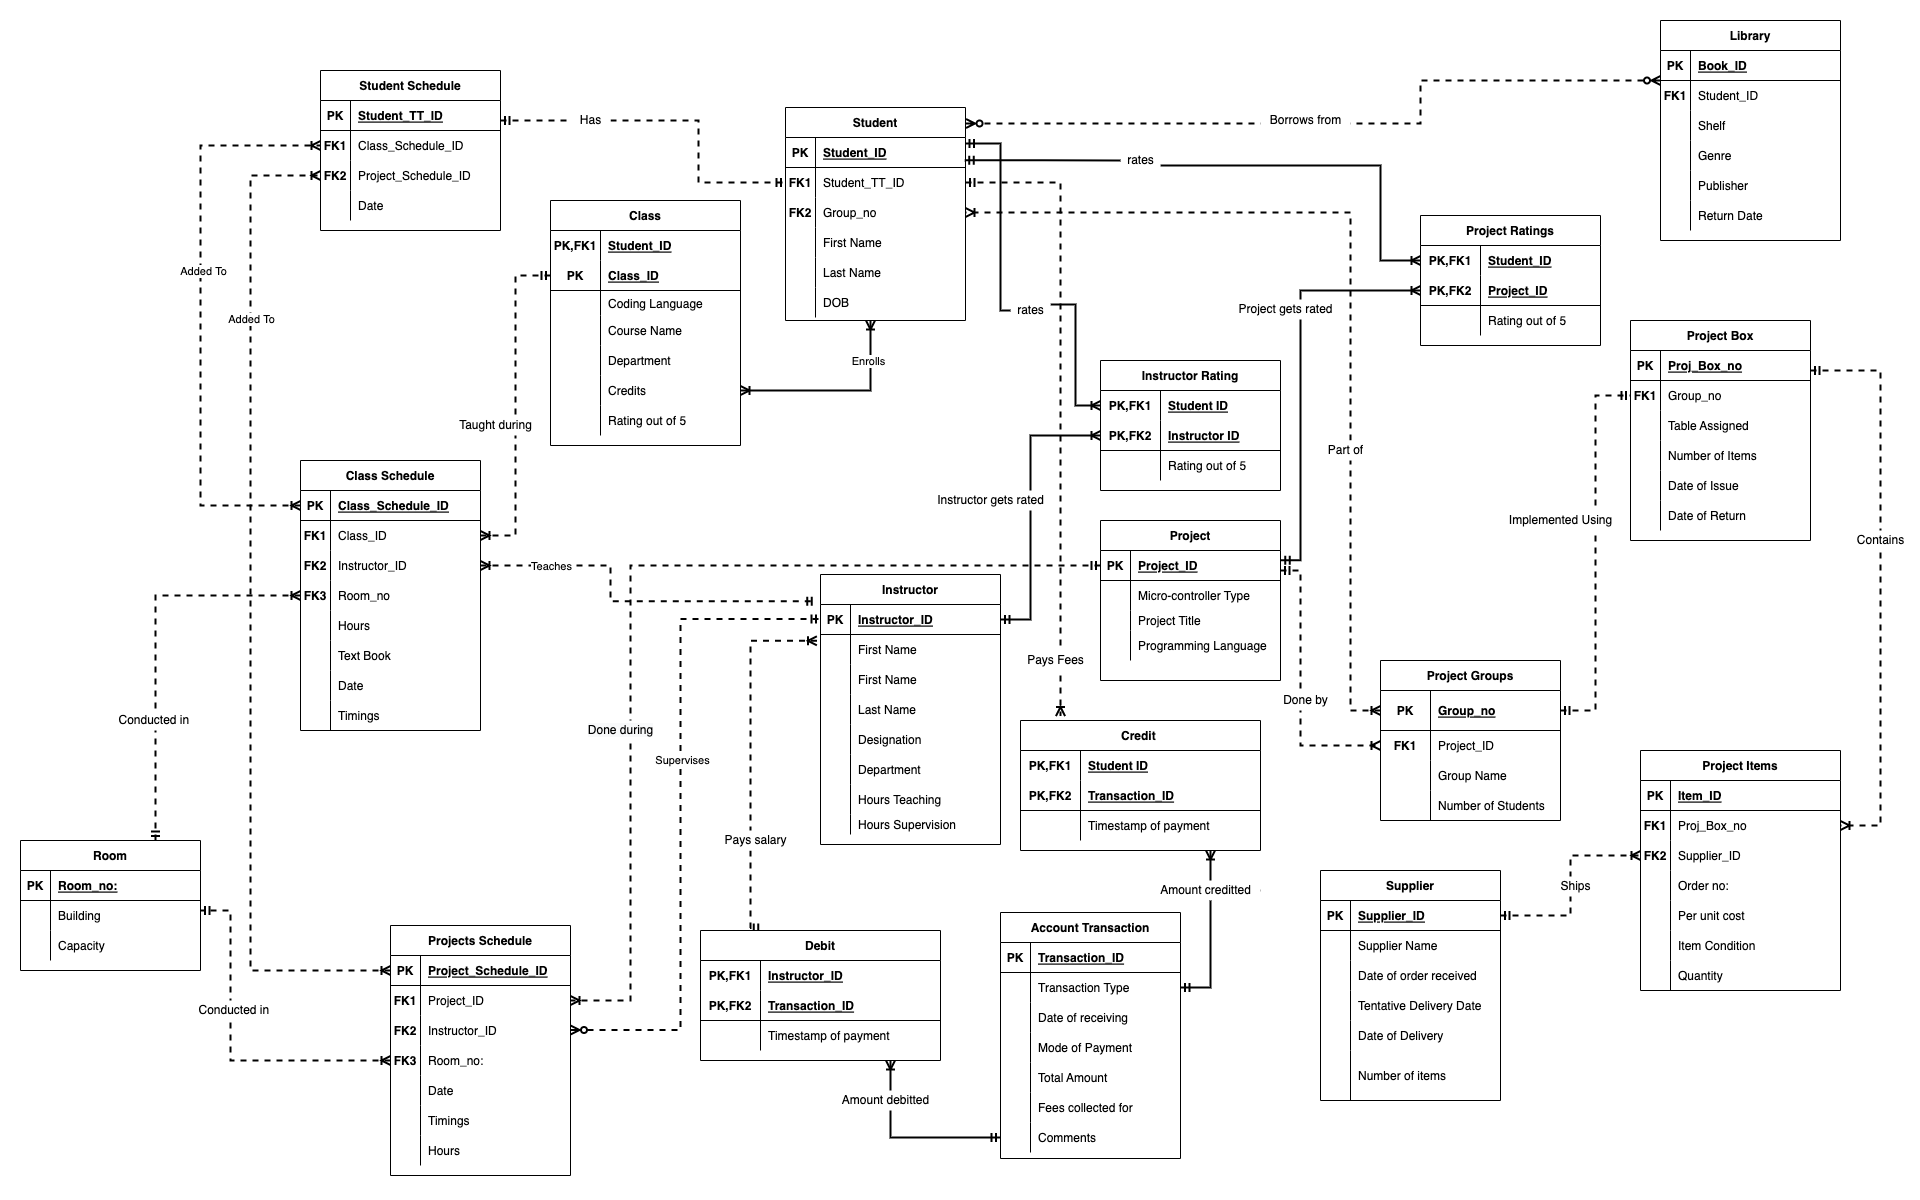 Library
PK Book_ID
FK1 Student_ID
Shelf
Genre
Publisher
Return Date
Student Schedule
PK Student_TT_ID
FK1 Class_Schedule_ID
FK2 Project_Schedule_ID
Date
Has
Student
PK Student_ID
FK1 Student_TT_ID
FK2 Group_no
First Name
Last Name
DOB
Borrows from
rates
rates
Class
PK,FK1 Student_ID
PK Class_ID
Coding Language
Course Name
Department
Credits
Rating out of 5
Enrolls
Project Ratings
PK,FK1 Student_ID
PK,FK2 Project_ID
Rating out of 5
Added To
Added To
Project gets rated
Project Box
PK Proj_Box_no
FK1 Group_no
Table Assigned
Number of Items
Date of Issue
Date of Return
Instructor Rating
PK,FK1 Student ID
PK,FK2 Instructor ID
Rating out of 5
Taught during
Part of
Class Schedule
PK Class_Schedule_ID
FK1 Class_ID
FK2 Instructor_ID
FK3 Room_no
Hours
Text Book
Date
Timings
Instructor gets rated
Implemented Using
Contains
Project
PK Project_ID
Micro-controller Type
Project Title
Programming Language
Teaches
Instructor
PK Instructor_ID
First Name
First Name
Last Name
Designation
Department
Hours Teaching
Hours Supervision
Pays Fees
Done by
Project Groups
PK Group_no
FK1 Project_ID
Group Name
Number of Students
Conducted in
Done during
Supervises
Credit
PK,FK1 Student ID
PK,FK2 Transaction_ID
Timestamp of payment
Project Items
PK Item_ID
FK1 Proj_Box_no
FK2 Supplier_ID
Order no:
Per unit cost
Item Condition
Quantity
Pays salary
Room
PK Room_no:
Building
Capacity
Amount creditted
Ships
Supplier
PK Supplier_ID
Supplier Name
Date of order received
Tentative Delivery Date
Date of Delivery
Number of items
Projects Schedule
PK Project_Schedule_ID
FK1 Project_ID
FK2 Instructor_ID
FK3 Room_no:
Date
Timings
Hours
Conducted in
Debit
PK,FK1 Instructor_ID
PK,FK2 Transaction_ID
Timestamp of payment
Account Transaction
PK Transaction_ID
Transaction Type
Date of receiving
Mode of Payment
Total Amount
Fees collected for
Comments
Amount debitted